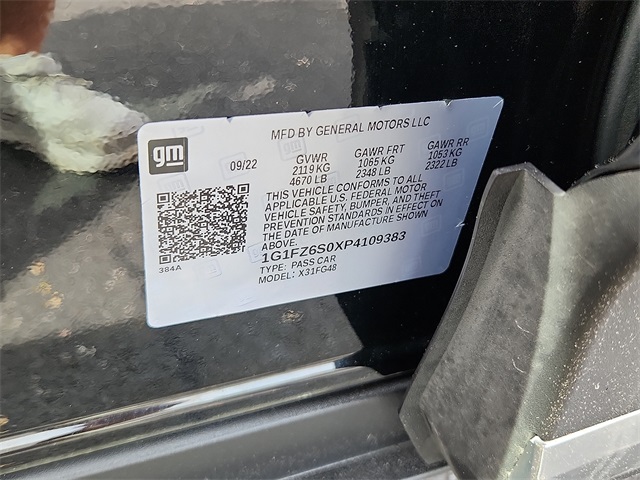 MFD BY GENERAL MOTORS LLC
gm
09/22 GVWR GAWR FRT GAWR RR
2119 KG 1065 KG 1053 KG
4670 LB 2348 LB 2322 LB
THIS VEHICLE CONFORMS TO ALL
APPLICABLE U.S. FEDERAL MOTOR
VEHICLE SAFETY, BUMPER, AND THEFT
PREVENTION STANDARDS IN EFFECT ON
THE DATE OF MANUFACTURE SHOWN
ABOVE.
384A
1G1FZ6S0XP4109383
TYPE: PASS CAR
MODEL: X31FG48